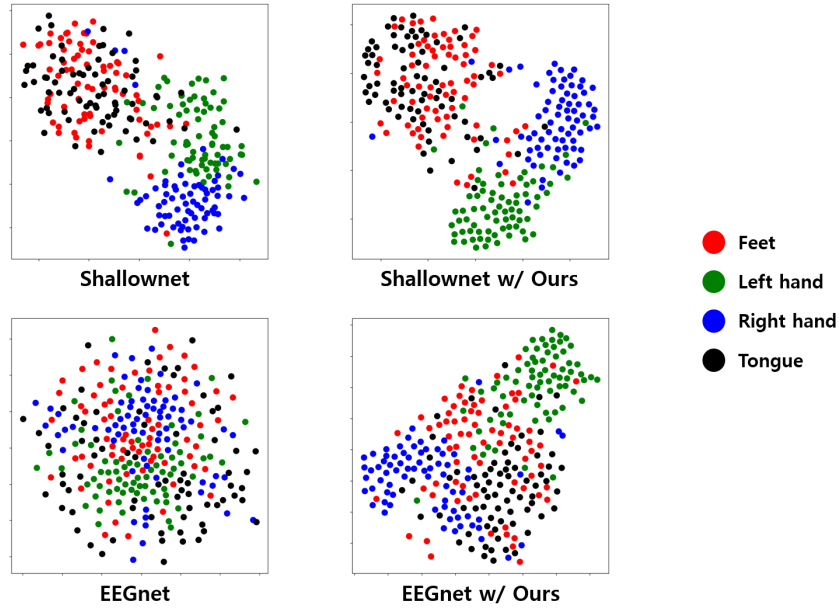 Shallownet
Shallownet w/ Ours
Feet
Left hand
Right hand
Tongue
EEGnet
EEGnet w/ Ours